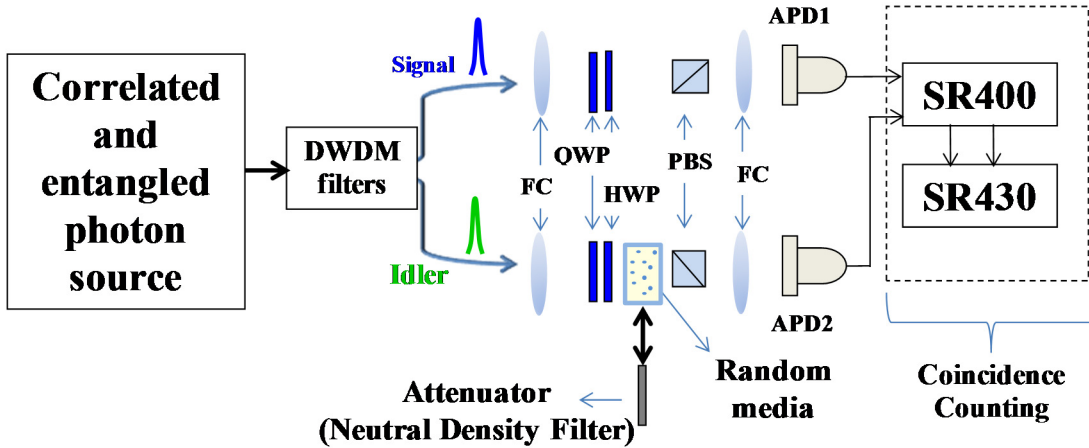 Correlated
and
entangled
photon
source
DWDM
filters
Signal
Idler
FC
QWP
HWP
PBS
FC
APD1
APD2
SR400
SR430
Attenuator
(Neutral Density Filter)
Random
media
Coincidence
Counting